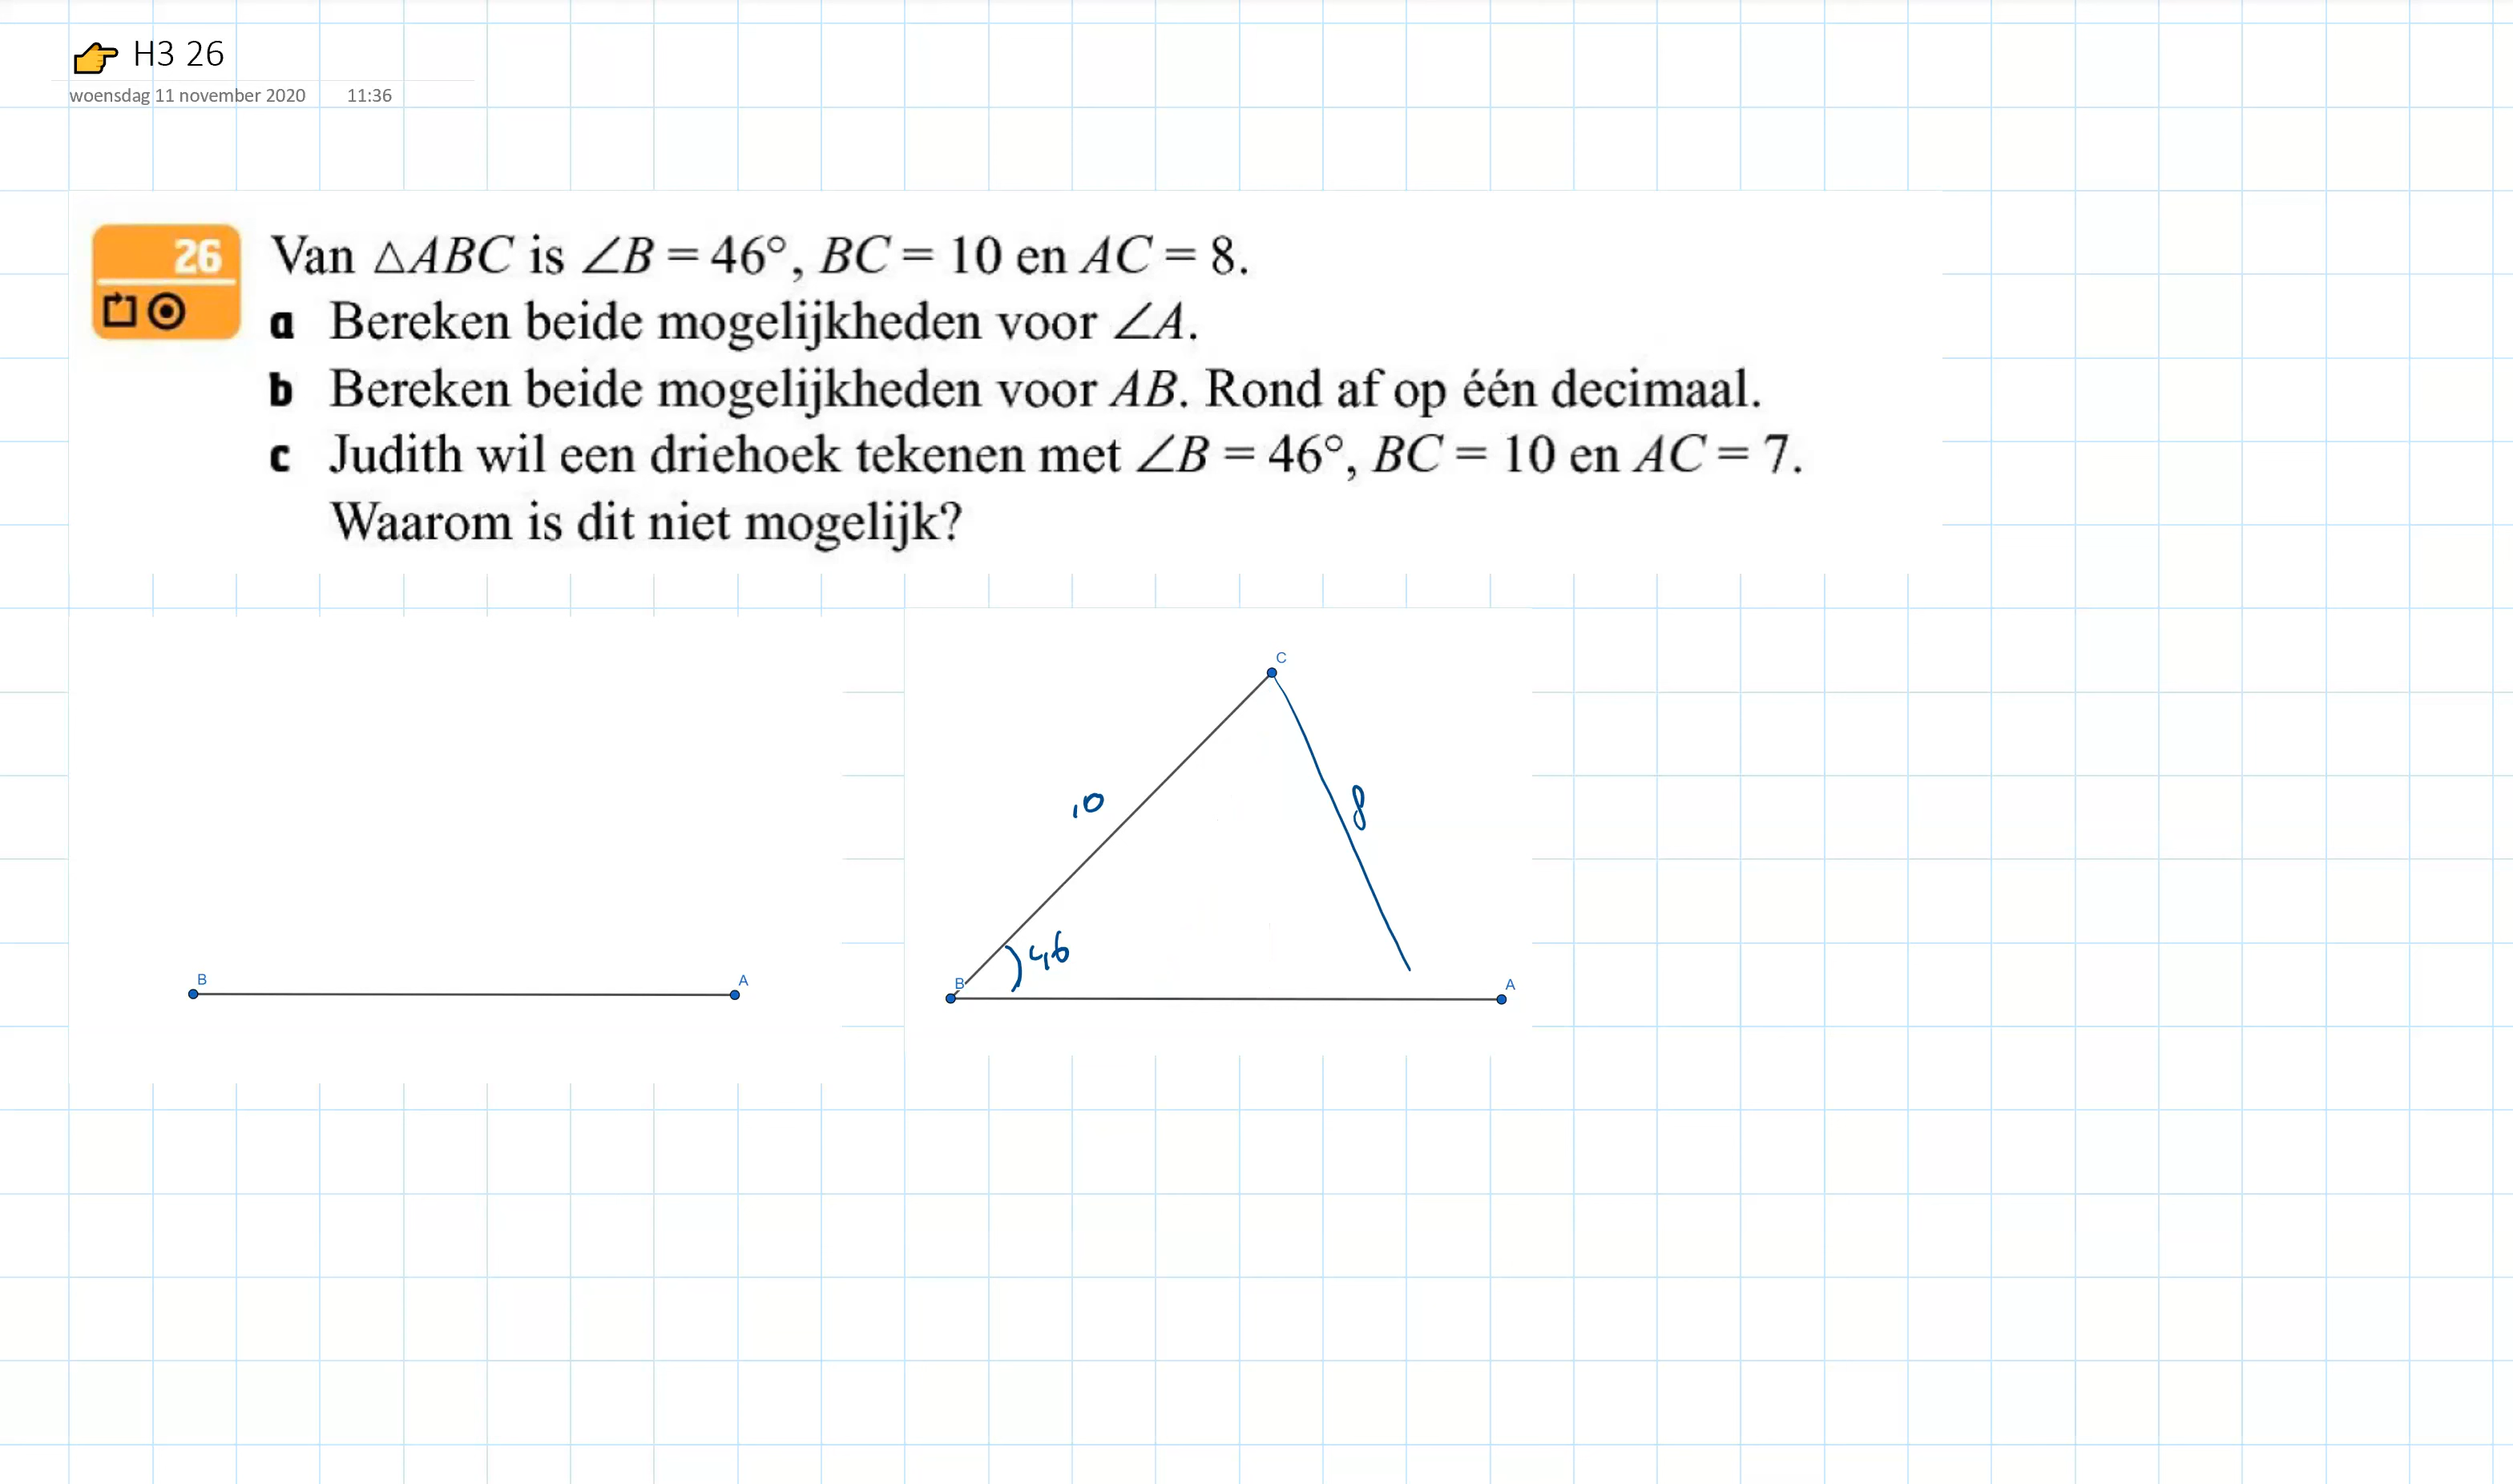 H3 26
woensdag 11 november 2020 11:36
26 Van △ABC is ∠B = 46°, BC = 10 en AC = 8.
a Bereken beide mogelijkheden voor ∠A.
b Bereken beide mogelijkheden voor AB. Rond af op één decimaal.
c Judith wil een driehoek tekenen met ∠B = 46°, BC = 10 en AC = 7.
Waarom is dit niet mogelijk?
C
10
8
46
B
A
B
A